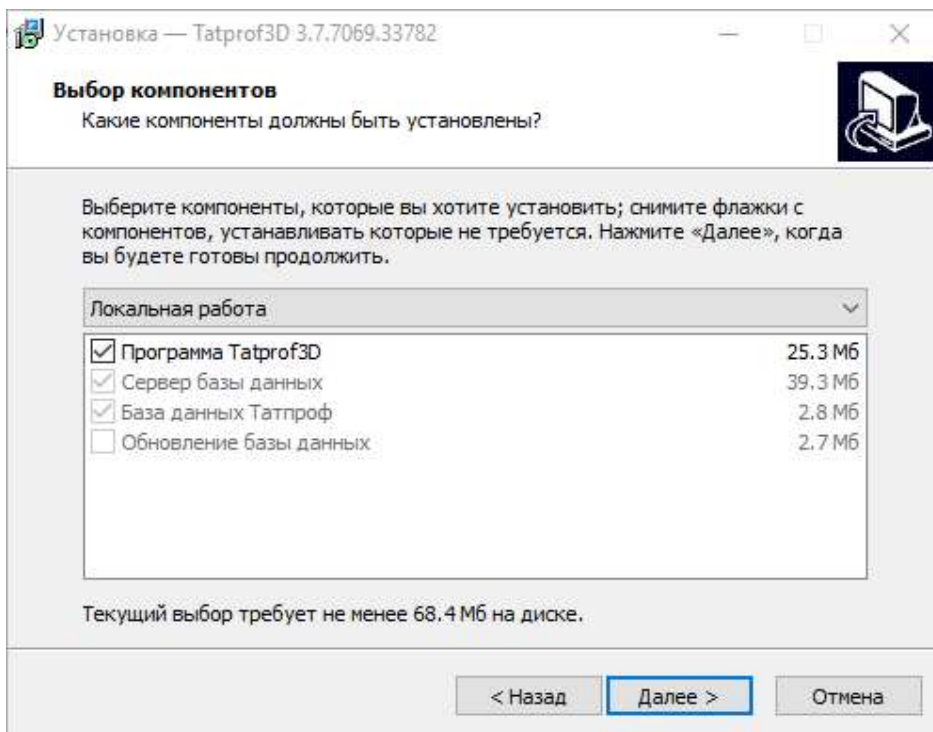 Установка — Tatprof3D 3.7.7069.33782
Выбор компонентов
Какие компоненты должны быть установлены?
Выберите компоненты, которые вы хотите установить; снимите флажки с
компонентов, устанавливать которые не требуется. Нажмите «Далее», когда
вы будете готовы продолжить.
Локальная работа
Программа Tatprof3D 25.3 Мб
Сервер базы данных 39.3 Мб
База данных Татпроф 2.8 Мб
Обновление базы данных 2.7 Мб
Текущий выбор требует не менее 68.4 Мб на диске.
< Назад Далее > Отмена